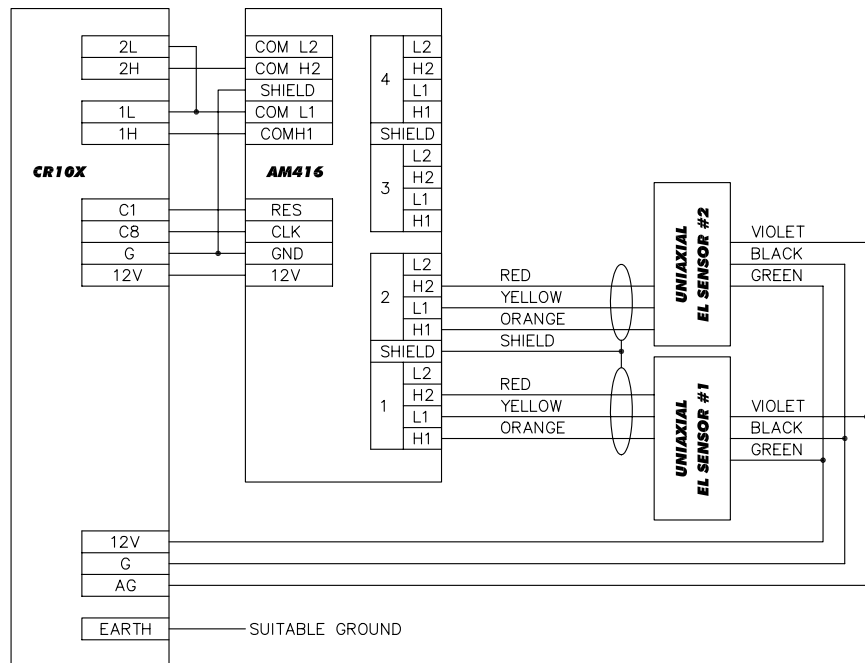 2L
2H
1L
1H
CR10X
C1
C8
G
12V
12V
G
AG
EARTH
SUITABLE GROUND
COM L2
COM H2
SHIELD
COM L1
COMH1
AM416
RES
CLK
GND
12V
4
L2
H2
L1
H1
SHIELD
3
L2
H2
L1
H1
2
L2
H2
L1
H1
SHIELD
1
L2
H2
L1
H1
RED
YELLOW
ORANGE
SHIELD
RED
YELLOW
ORANGE
UNIAXIAL
EL SENSOR #2
VIOLET
BLACK
GREEN
UNIAXIAL
EL SENSOR #1
VIOLET
BLACK
GREEN